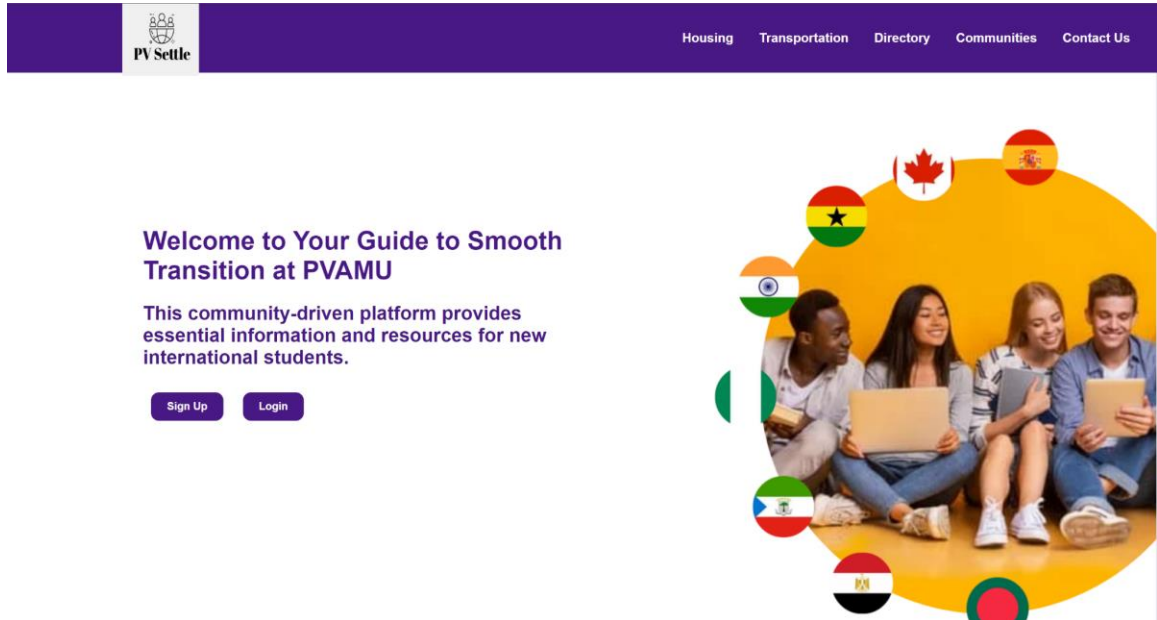 PV Settle
Housing Transportation Directory Communities Contact Us
Welcome to Your Guide to Smooth
Transition at PVAMU
This community-driven platform provides
essential information and resources for new
international students.
Sign Up Login